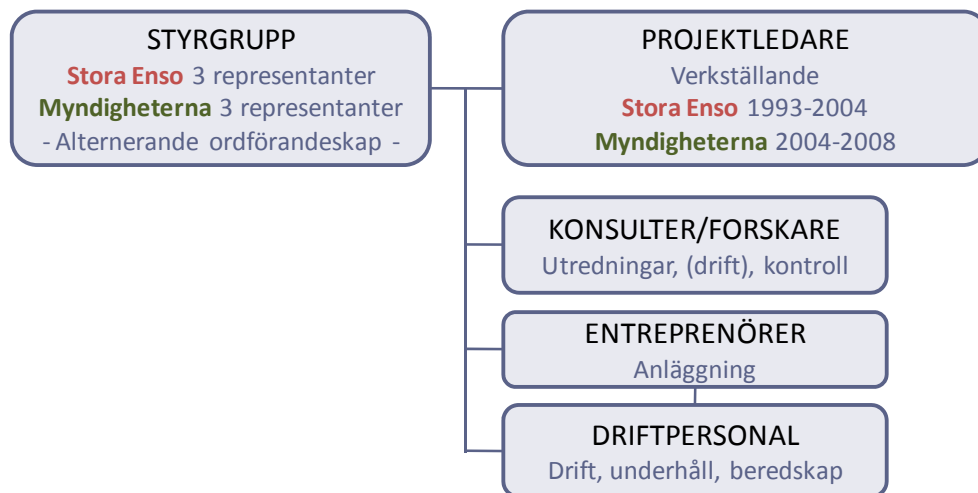 STYRGRUPP
Stora Enso 3 representanter
Myndigheterna 3 representanter
- Alternerande ordförandeskap -
PROJEKTLEDARE
Verkställande
Stora Enso 1993-2004
Myndigheterna 2004-2008
KONSULTER/FORSKARE
Utredningar, (drift), kontroll
ENTREPRENÖRER
Anläggning
DRIFTPERSONAL
Drift, underhåll, beredskap